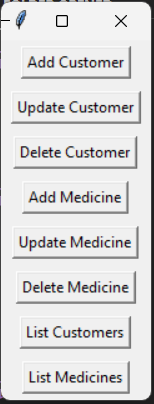 Add Customer
Update Customer
Delete Customer
Add Medicine
Update Medicine
Delete Medicine
List Customers
List Medicines